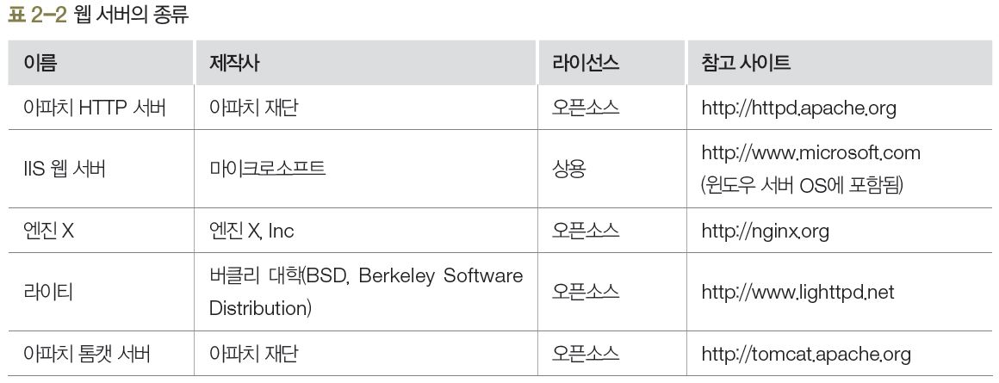 표 2-2 웹 서버의 종류
이름 제작사 라이선스 참고 사이트
아파치 HTTP 서버 아파치 재단 오픈소스 http://httpd.apache.org
IIS 웹 서버 마이크로소프트 상용 http://www.microsoft.com
(윈도우 서버 OS에 포함됨)
엔진 X 엔진 X, Inc 오픈소스 http://nginx.org
라이티 버클리 대학(BSD, Berkeley Software
Distribution) 오픈소스 http://www.lighttpd.net
아파치 톰캣 서버 아파치 재단 오픈소스 http://tomcat.apache.org